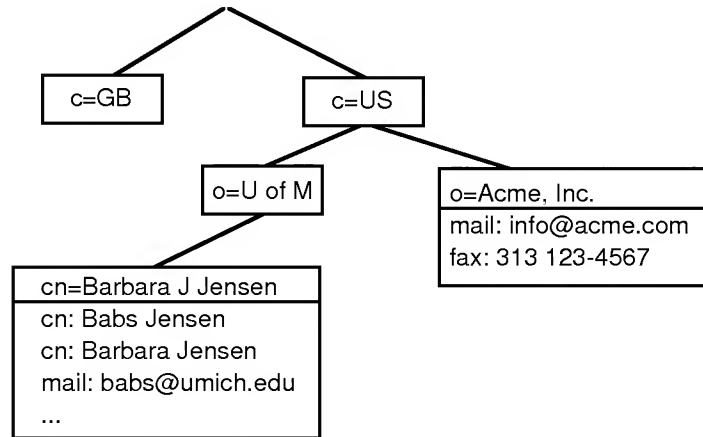 c=GB
c=US
o=U of M
o=Acme, Inc.
mail: info@acme.com
fax: 313 123-4567
cn=Barbara J Jensen
cn: Babs Jensen
cn: Barbara Jensen
mail: babs@umich.edu
...